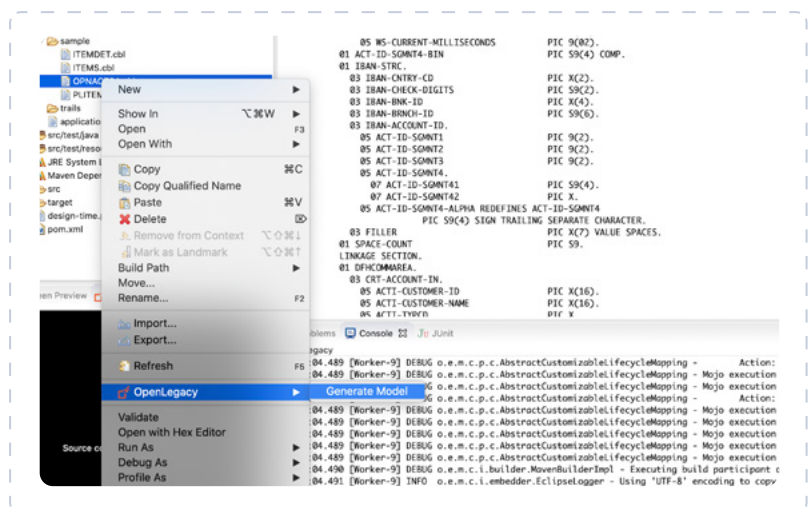 sample
ITEMDET.cbl
ITEMS.cbl
PLITEM
trails
applicatio
src/test/java
src/test/reso
JRE System L
Maven Deper
src
target
design-time.
pom.xml
New
Show In ⌥⌘W
Open F3
Open With
Copy ⌘C
Copy Qualified Name
Paste ⌘V
Delete ⌦
Remove from Context ⌥⇧⌘↓
Mark as Landmark ⌥⇧⌘↑
Build Path
Move...
Rename... F2
Import...
Export...
Refresh F5
OpenLegacy
Generate Model
Validate
Open with Hex Editor
Run As
Debug As
Profile As
05 WS-CURRENT-MILLISECONDS PIC 9(02).
01 ACT-ID-SGMNT4-BIN PIC S9(4) COMP.
01 IBAN-STRC.
03 IBAN-CNTRY-CD PIC X(2).
03 IBAN-CHECK-DIGITS PIC S9(2).
03 IBAN-BNK-ID PIC X(4).
03 IBAN-BRNCH-ID PIC S9(6).
03 IBAN-ACCOUNT-ID.
05 ACT-ID-SGMNT1 PIC 9(2).
05 ACT-ID-SGMNT2 PIC 9(2).
05 ACT-ID-SGMNT3 PIC 9(2).
05 ACT-ID-SGMNT4.
07 ACT-ID-SGMNT41 PIC S9(4).
07 ACT-ID-SGMNT42 PIC X.
05 ACT-ID-SGMNT4-ALPHA REDEFINES ACT-ID-SGMNT4
PIC S9(4) SIGN TRAILING SEPARATE CHARACTER.
03 FILLER PIC X(7) VALUE SPACES.
01 SPACE-COUNT PIC S9.
LINKAGE SECTION.
01 DFHCOMMAREA.
03 CRT-ACCOUNT-IN.
05 ACTI-CUSTOMER-ID PIC X(16).
05 ACTI-CUSTOMER-NAME PIC X(16).
05 ACTI-TYPCD PIC X
een Preview
Source co
blems Console JUnit
egacy
:04.489 [Worker-9] DEBUG o.e.m.c.p.c.AbstractCustomizableLifecycleMapping - Action:
:04.489 [Worker-9] DEBUG o.e.m.c.p.c.AbstractCustomizableLifecycleMapping - Mojo execution
G o.e.m.c.p.c.AbstractCustomizableLifecycleMapping - Mojo execution
G o.e.m.c.p.c.AbstractCustomizableLifecycleMapping - Action:
:04.489 [Worker-9] DEBUG o.e.m.c.p.c.AbstractCustomizableLifecycleMapping - Mojo execution
:04.489 [Worker-9] DEBUG o.e.m.c.p.c.AbstractCustomizableLifecycleMapping - Mojo execution
:04.489 [Worker-9] DEBUG o.e.m.c.p.c.AbstractCustomizableLifecycleMapping - Mojo execution
:04.489 [Worker-9] DEBUG o.e.m.c.p.c.AbstractCustomizableLifecycleMapping - Mojo execution
:04.489 [Worker-9] DEBUG o.e.m.c.p.c.AbstractCustomizableLifecycleMapping - Mojo execution
:04.490 [Worker-9] DEBUG o.e.m.c.i.builder.MavenBuilderImpl - Executing build participant
:04.491 [Worker-9] INFO o.e.m.c.i.embedder.EclipseLogger - Using 'UTF-8' encoding to copy